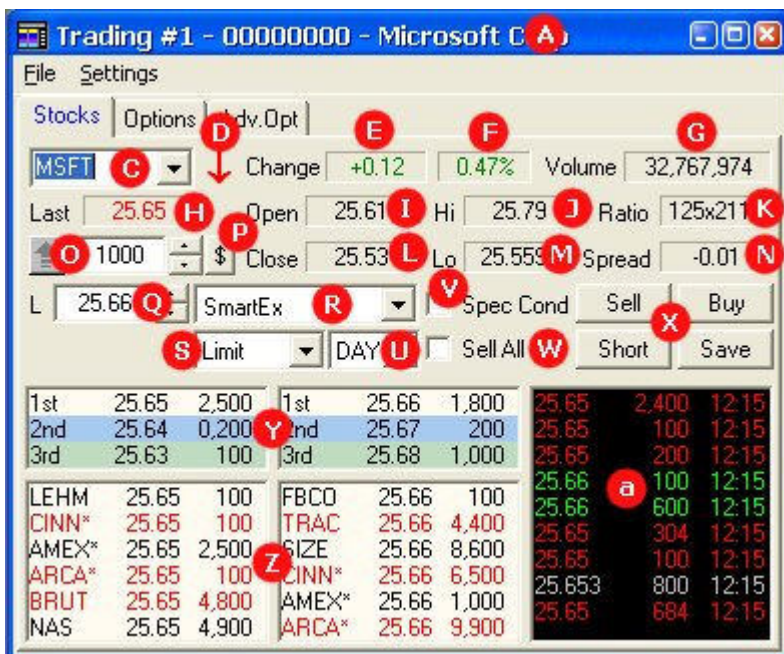 Trading #1 - 00000000 - Microsoft C A p
File Settings
Stocks Options Adv.Opt
D E F G
MSFT C Change +0.12 0.47% Volume 32,767,974
Last 25.65 H Open 25.61 I Hi 25.79 J Ratio 125x211 K
O 1000 $ P Close 25.53 L Lo 25.559 M Spread -0.01 N
L 25.66 Q SmartEx R V Spec Cond Sell Buy
X
S Limit DAY U Sell All W Short Save
1st 25.65 2,500 1st 25.66 1,800 25.65 2,400 12:15
2nd 25.64 0,200 Y 2nd 25.67 200 25.65 100 12:15
3rd 25.63 100 3rd 25.68 1,000 25.65 200 12:15
25.66 100 12:15
a
LEHM 25.65 100 FBCO 25.66 100 25.66 600 12:15
CINN* 25.65 100 TRAC 25.66 4,400 25.65 304 12:15
AMEX* 25.65 2,500 SIZE 25.66 8,600 25.65 100 12:15
ARCA* 25.65 100 Z CINN* 25.66 6,500 25.653 800 12:15
BRUT 25.65 4,800 AMEX* 25.66 1,000 25.65 684 12:15
NAS 25.65 4,900 ARCA* 25.66 9,900